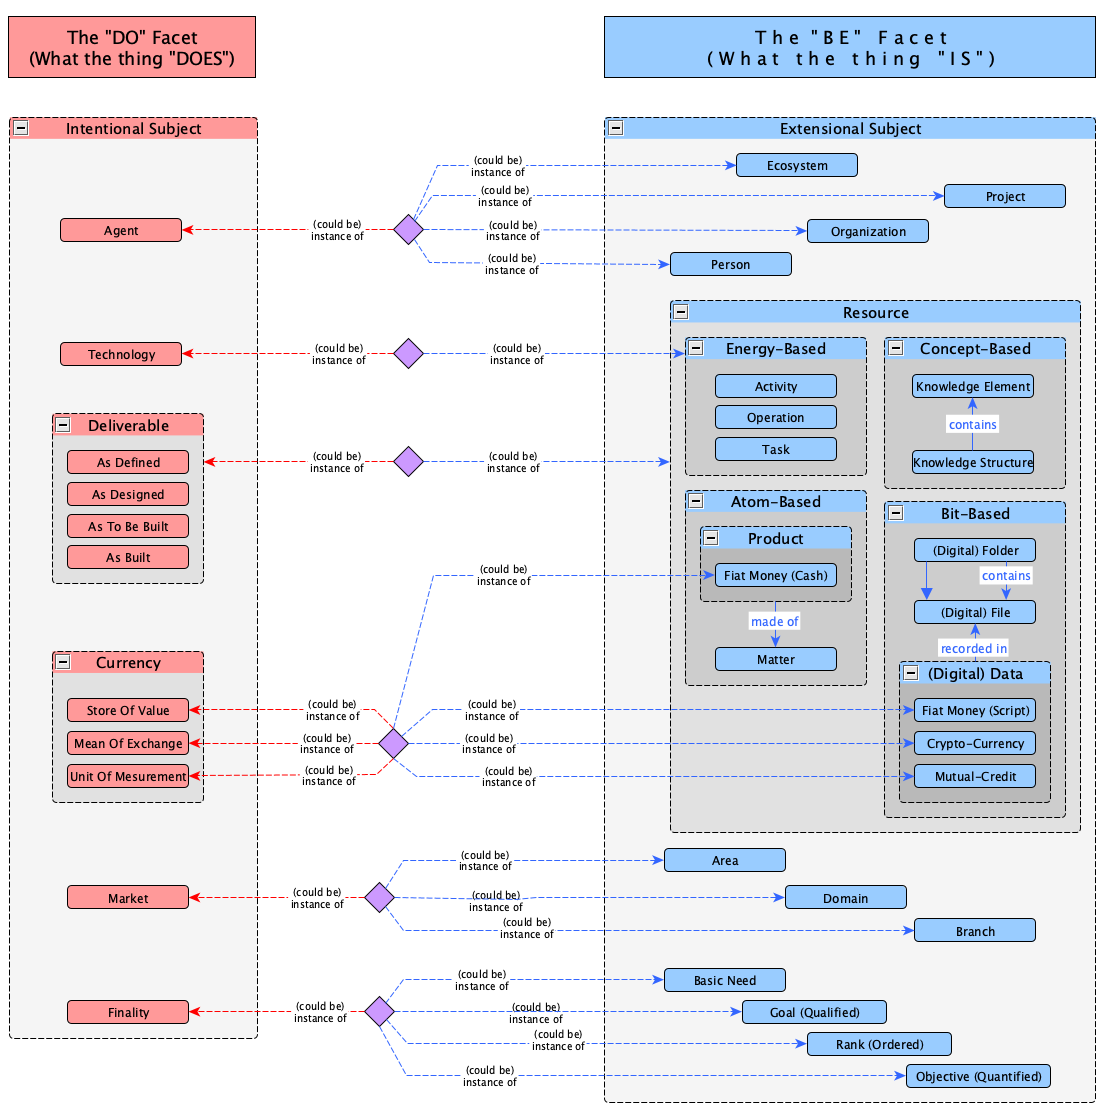 The "DO" Facet
(What the thing "DOES")
The "BE" Facet
(What the thing "IS")
Intentional Subject
Extensional Subject
(could be)
instance of
Ecosystem
(could be)
instance of
Project
Agent
(could be)
instance of
(could be)
instance of
Organization
(could be)
instance of
Person
Resource
Technology
(could be)
instance of
(could be)
instance of
Energy-Based
Activity
Operation
Task
Concept-Based
Knowledge Element
contains
Knowledge Structure
Deliverable
As Defined
As Designed
As To Be Built
As Built
(could be)
instance of
(could be)
instance of
Atom-Based
Product
Fiat Money (Cash)
made of
Matter
Bit-Based
(Digital) Folder
contains
(Digital) File
recorded in
(Digital) Data
Fiat Money (Script)
Crypto-Currency
Mutual-Credit
(could be)
instance of
Currency
Store Of Value
Mean Of Exchange
Unit Of Mesurement
(could be)
instance of
(could be)
instance of
(could be)
instance of
(could be)
instance of
(could be)
instance of
(could be)
instance of
(could be)
instance of
Area
Market
(could be)
instance of
(could be)
instance of
Domain
(could be)
instance of
Branch
(could be)
instance of
Basic Need
Finality
(could be)
instance of
(could be)
instance of
Goal (Qualified)
(could be)
instance of
Rank (Ordered)
(could be)
instance of
Objective (Quantified)